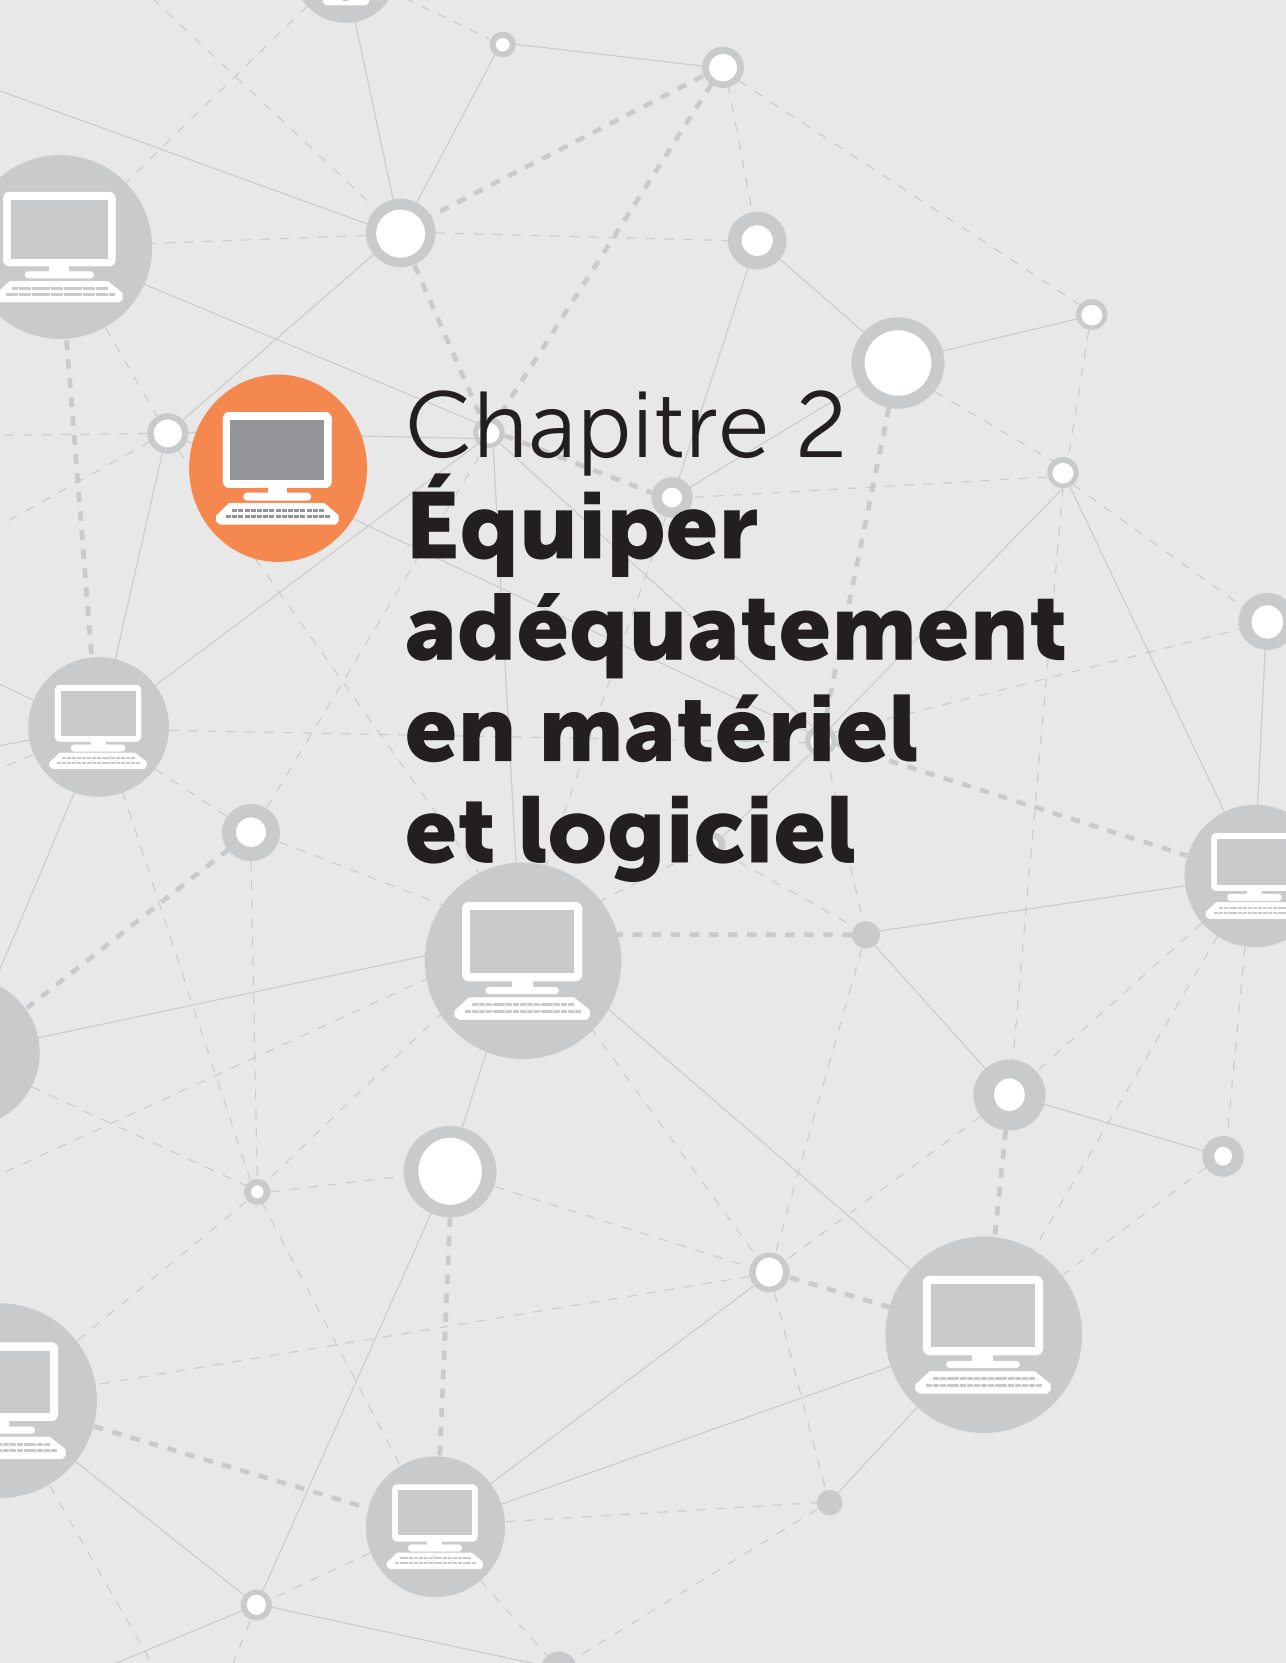 Chapitre 2
Équiper
adéquatement
en matériel
et logiciel